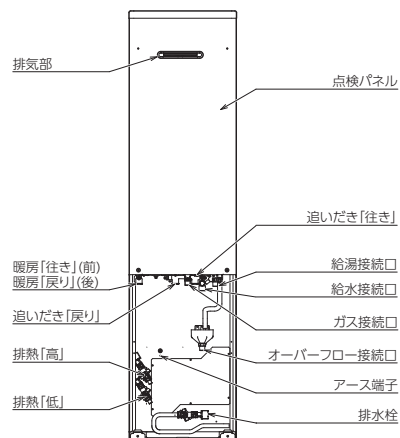 排気部
点検パネル
追いだき「往き」
暖房「往き」(前)
暖房「戻り」(後)
給湯接続口
給水接続口
追いだき「戻り」
ガス接続口
排熱「高」
オーバーフロー接続口
アース端子
排熱「低」
排水栓